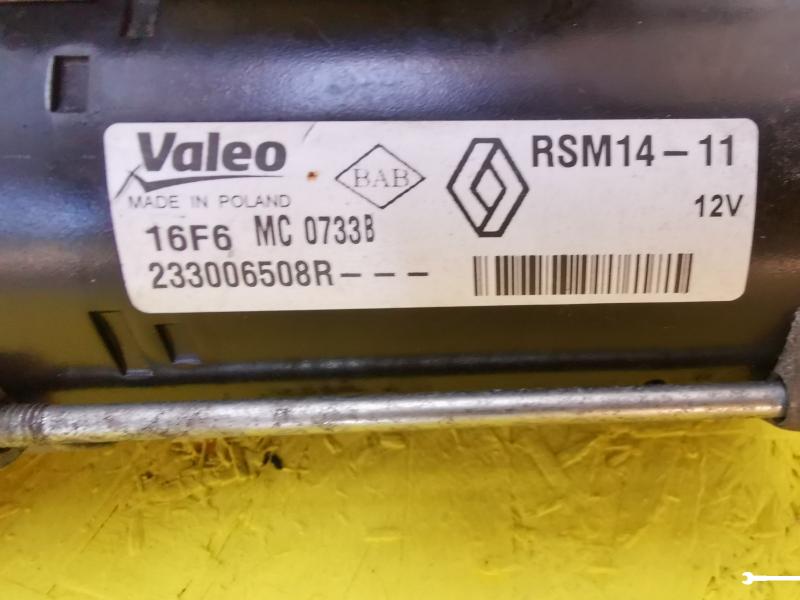 Valeo
MADE IN POLAND
BAB
RSM14-11
12V
16F6 MC 0733B
233006508R---